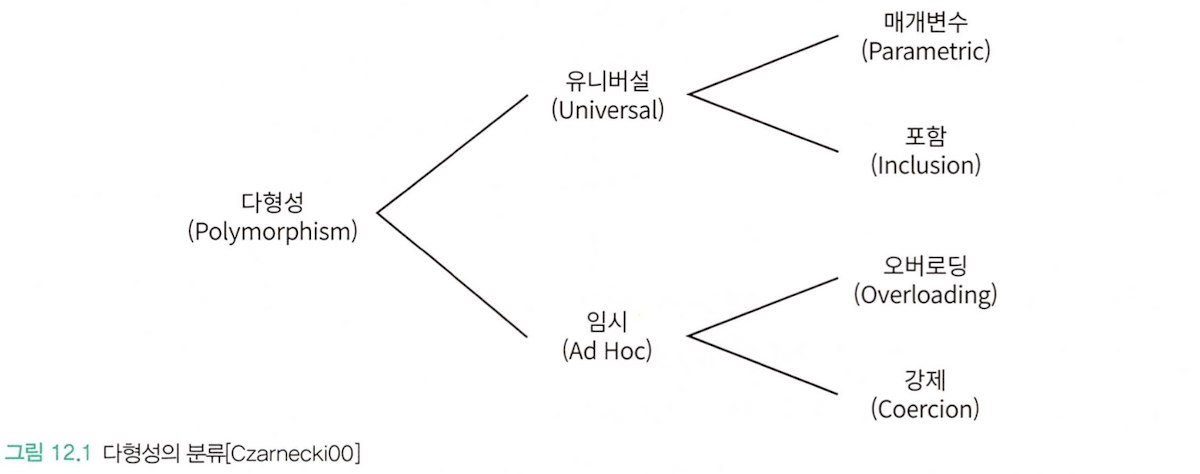 매개변수
(Parametric)
유니버설
(Universal)
포함
(Inclusion)
다형성
(Polymorphism)
오버로딩
(Overloading)
임시
(Ad Hoc)
강제
(Coercion)
그림 12.1 다형성의 분류[Czarnecki00]